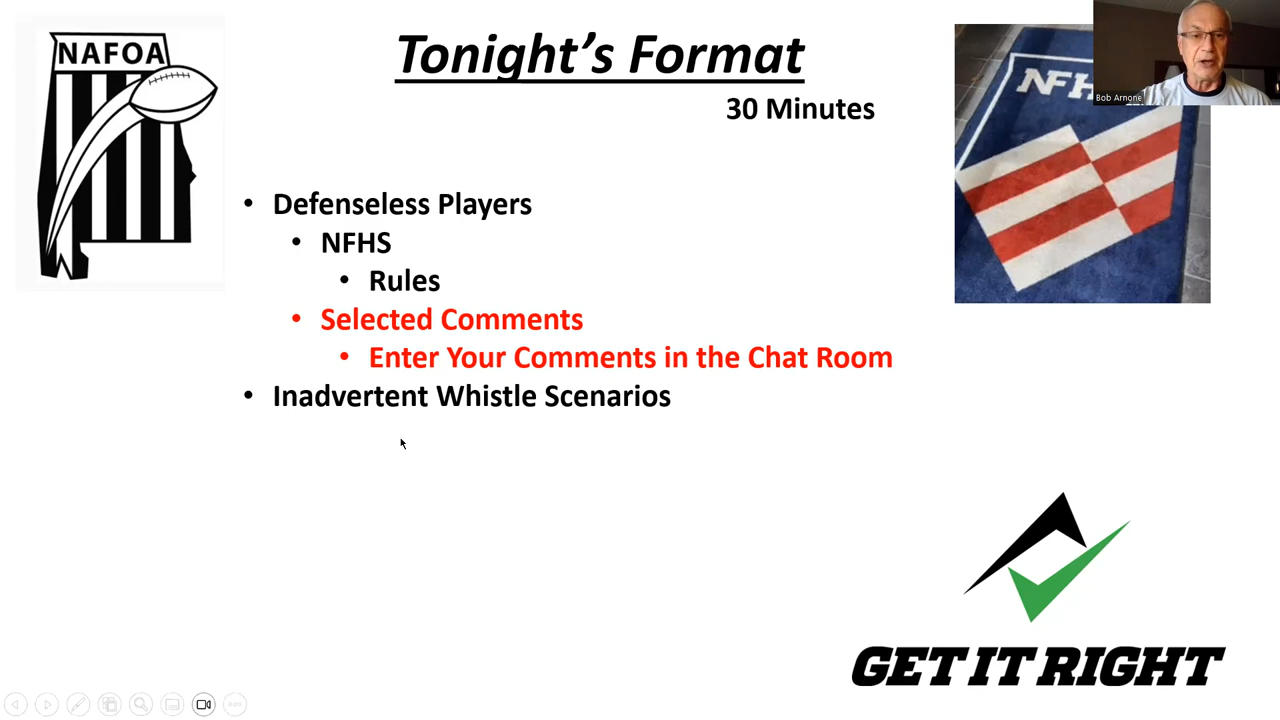 NAFOA
Tonight's Format
30 Minutes
NFH
Bob Arnone
• Defenseless Players
• NFHS
• Rules
• Selected Comments
• Enter Your Comments in the Chat Room
• Inadvertent Whistle Scenarios
GET IT RIGHT